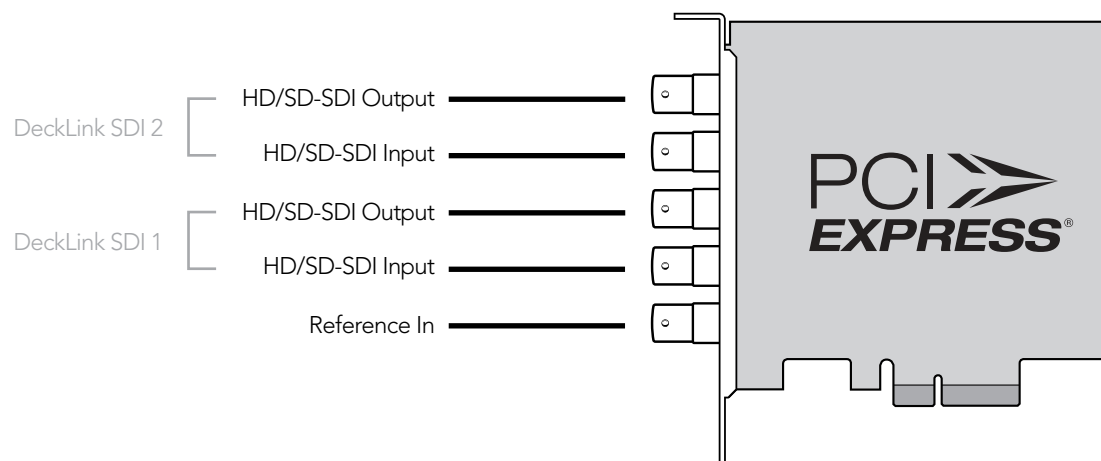 DeckLink SDI 2
HD/SD-SDI Output
HD/SD-SDI Input
DeckLink SDI 1
HD/SD-SDI Output
HD/SD-SDI Input
Reference In
PCI
EXPRESS®